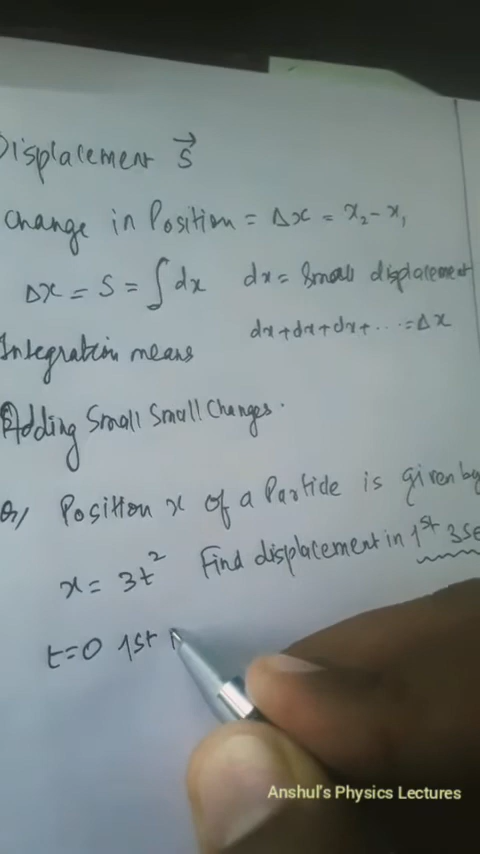 Displacement S⃗
Change in Position = Δx = x₂ - x₁
Δx = S = ∫dx dx = Small displacement
dx+dx+dx+... = Δx
Integration means
Adding Small Small Changes.
Q1/ Position x of a Particle is given by
x = 3t² Find displacement in 1st 3se
t=0 1st
Anshul's Physics Lectures